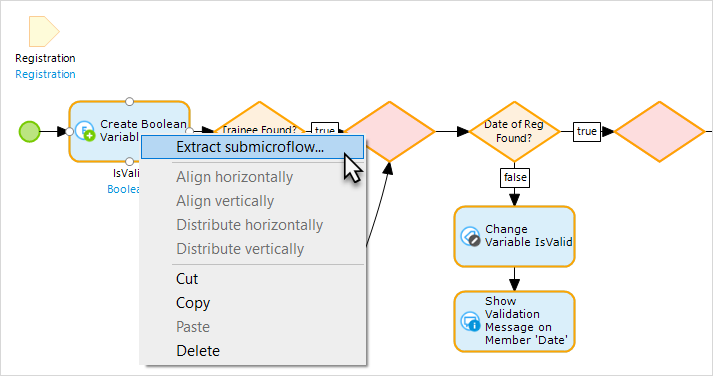 Registration
Registration
Create Boolean
Variable
IsVali
Boolea
Trainee Found?
true
Date of Reg
Found?
true
false
Change
Variable IsValid
Show
Validation
Message on
Member 'Date'
Extract submicroflow...
Align horizontally
Align vertically
Distribute horizontally
Distribute vertically
Cut
Copy
Paste
Delete